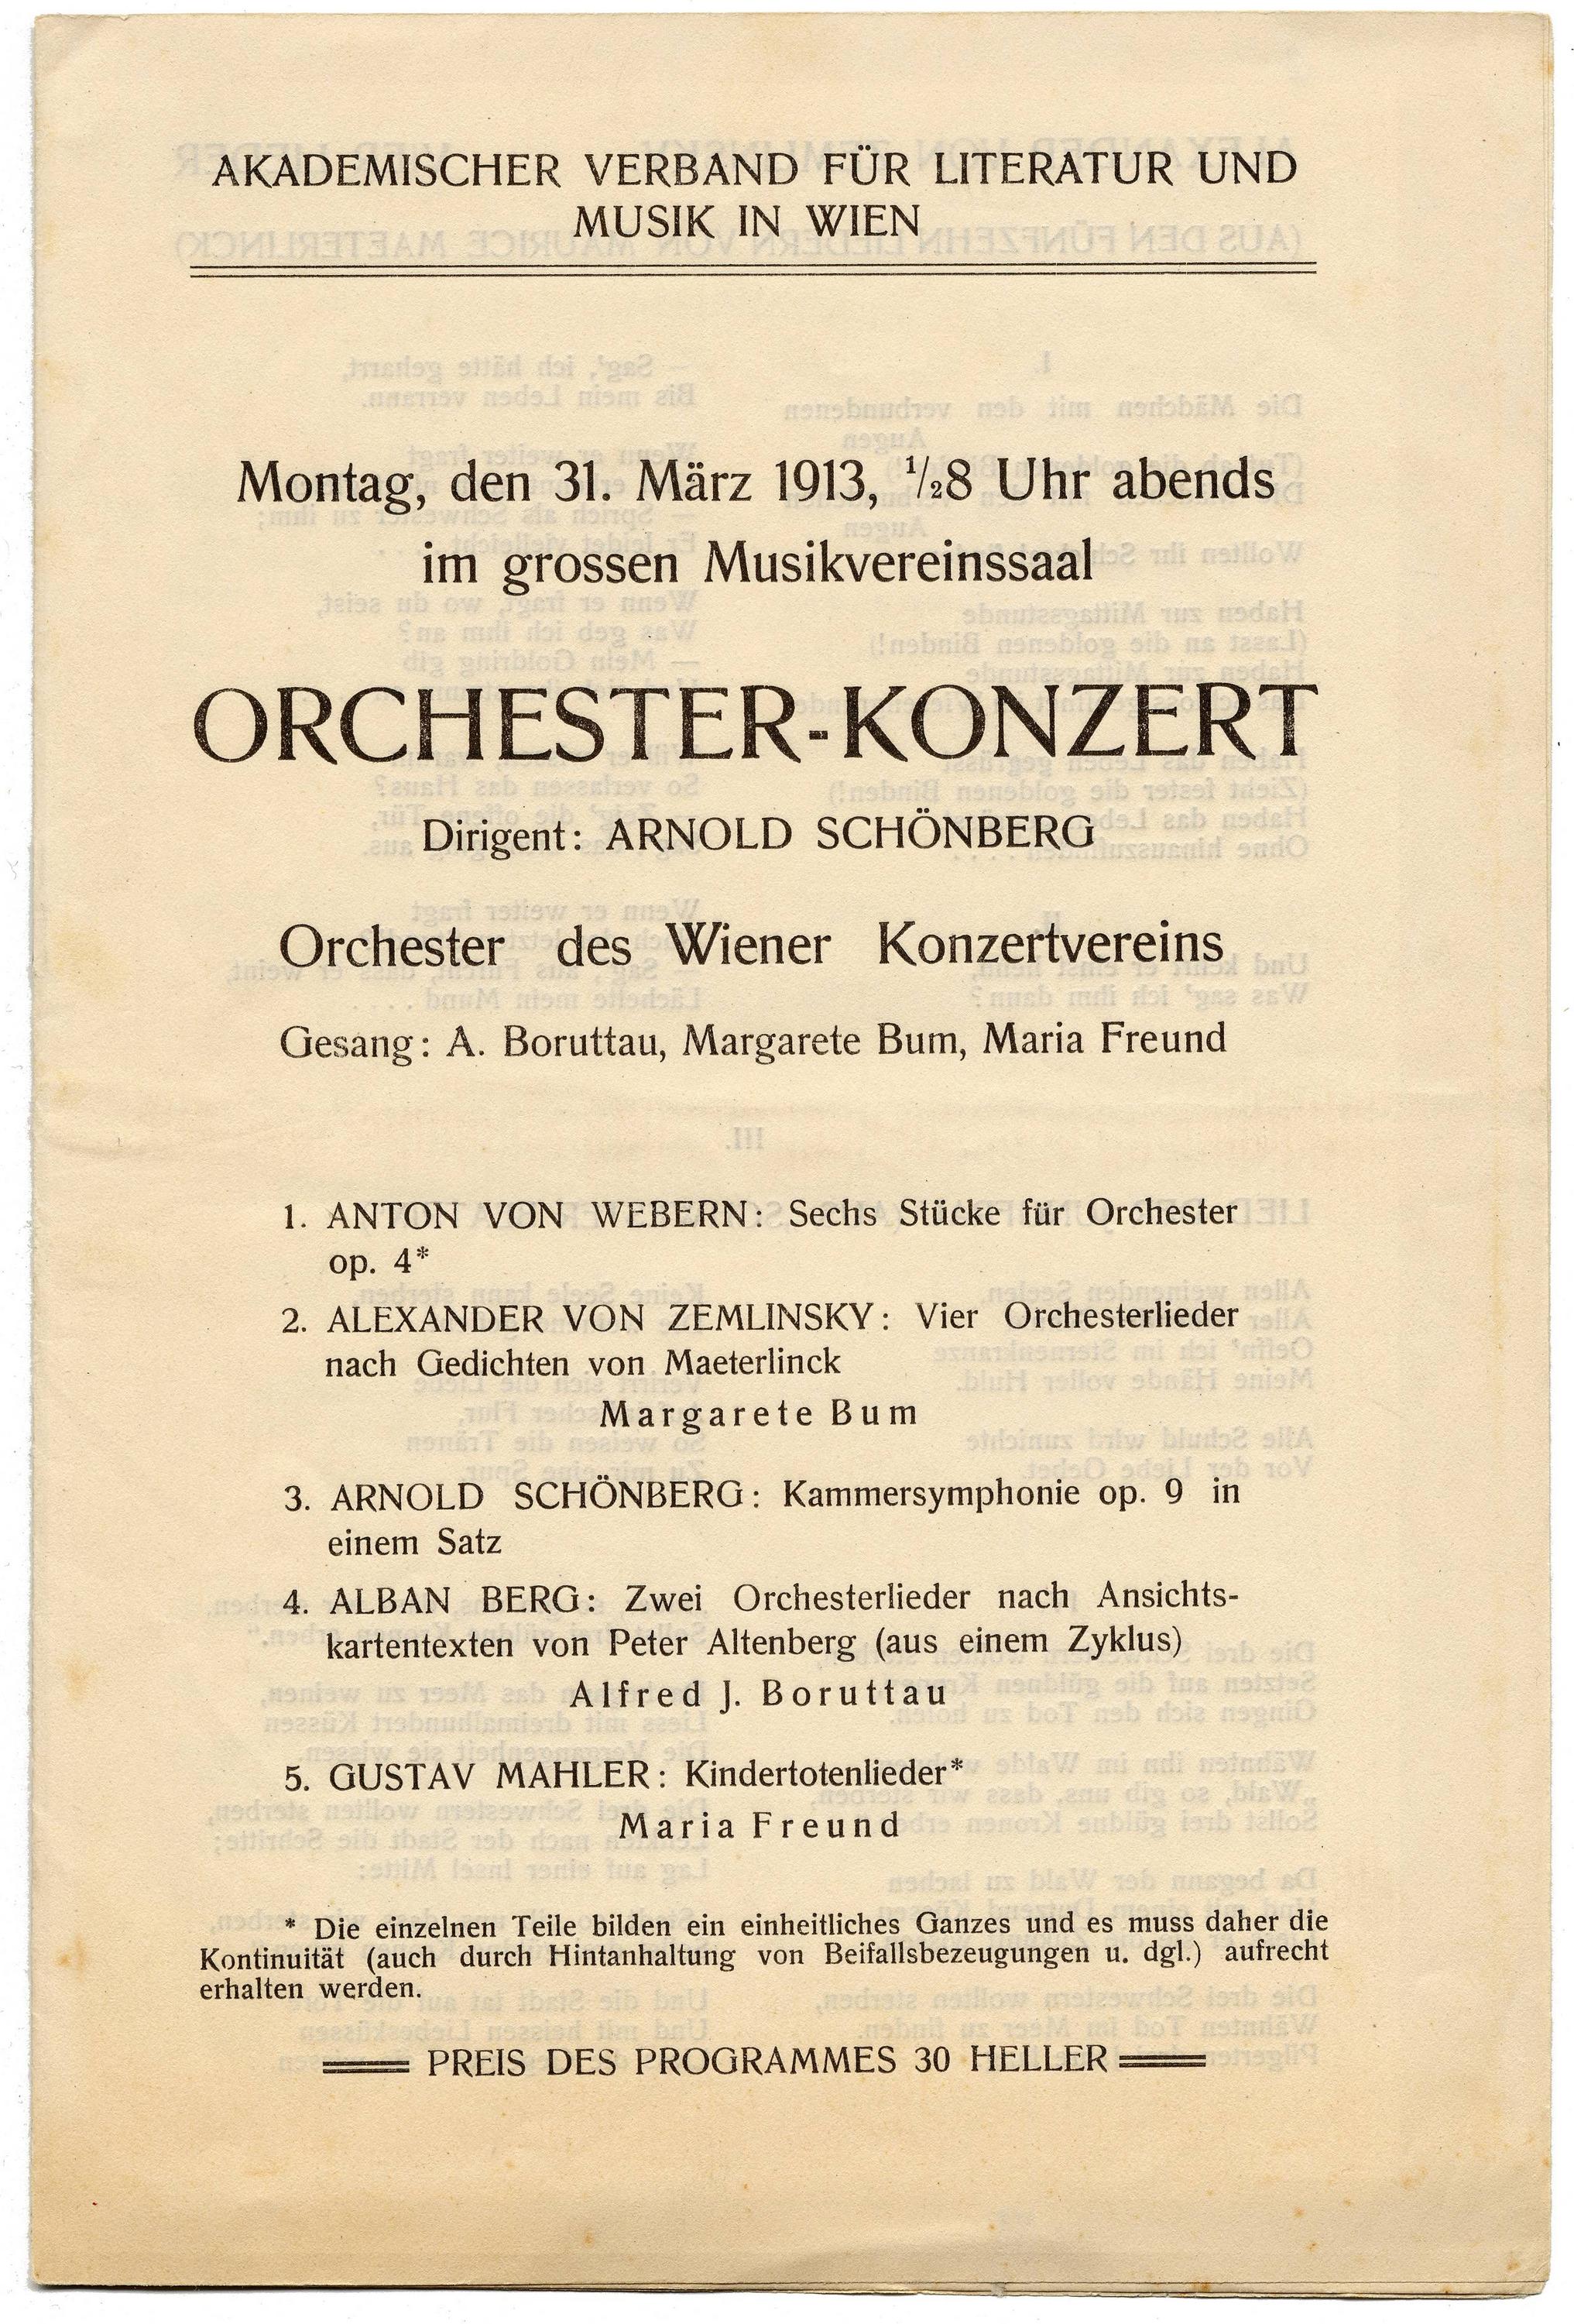 AKADEMISCHER VERBAND FÜR LITERATUR UND
MUSIK IN WIEN
Montag, den 31. März 1913, 1/28 Uhr abends
im grossen Musikvereinssaal
ORCHESTER-KONZERT
Dirigent: ARNOLD SCHÖNBERG
Orchester des Wiener Konzertvereins
Gesang: A. Boruttau, Margarete Bum, Maria Freund
1. ANTON VON WEBERN: Sechs Stücke für Orchester
op. 4*
2. ALEXANDER VON ZEMLINSKY: Vier Orchesterlieder
nach Gedichten von Maeterlinck
Margarete Bum
3. ARNOLD SCHÖNBERG: Kammersymphonie op. 9 in
einem Satz
4. ALBAN BERG: Zwei Orchesterlieder nach Ansichts-
kartentexten von Peter Altenberg (aus einem Zyklus)
Alfred J. Boruttau
5. GUSTAV MAHLER: Kindertotenlieder*
Maria Freund
* Die einzelnen Teile bilden ein einheitliches Ganzes und es muss daher die
Kontinuität (auch durch Hintanhaltung von Beifallsbezeugungen u. dgl.) aufrecht
erhalten werden.
PREIS DES PROGRAMMES 30 HELLER